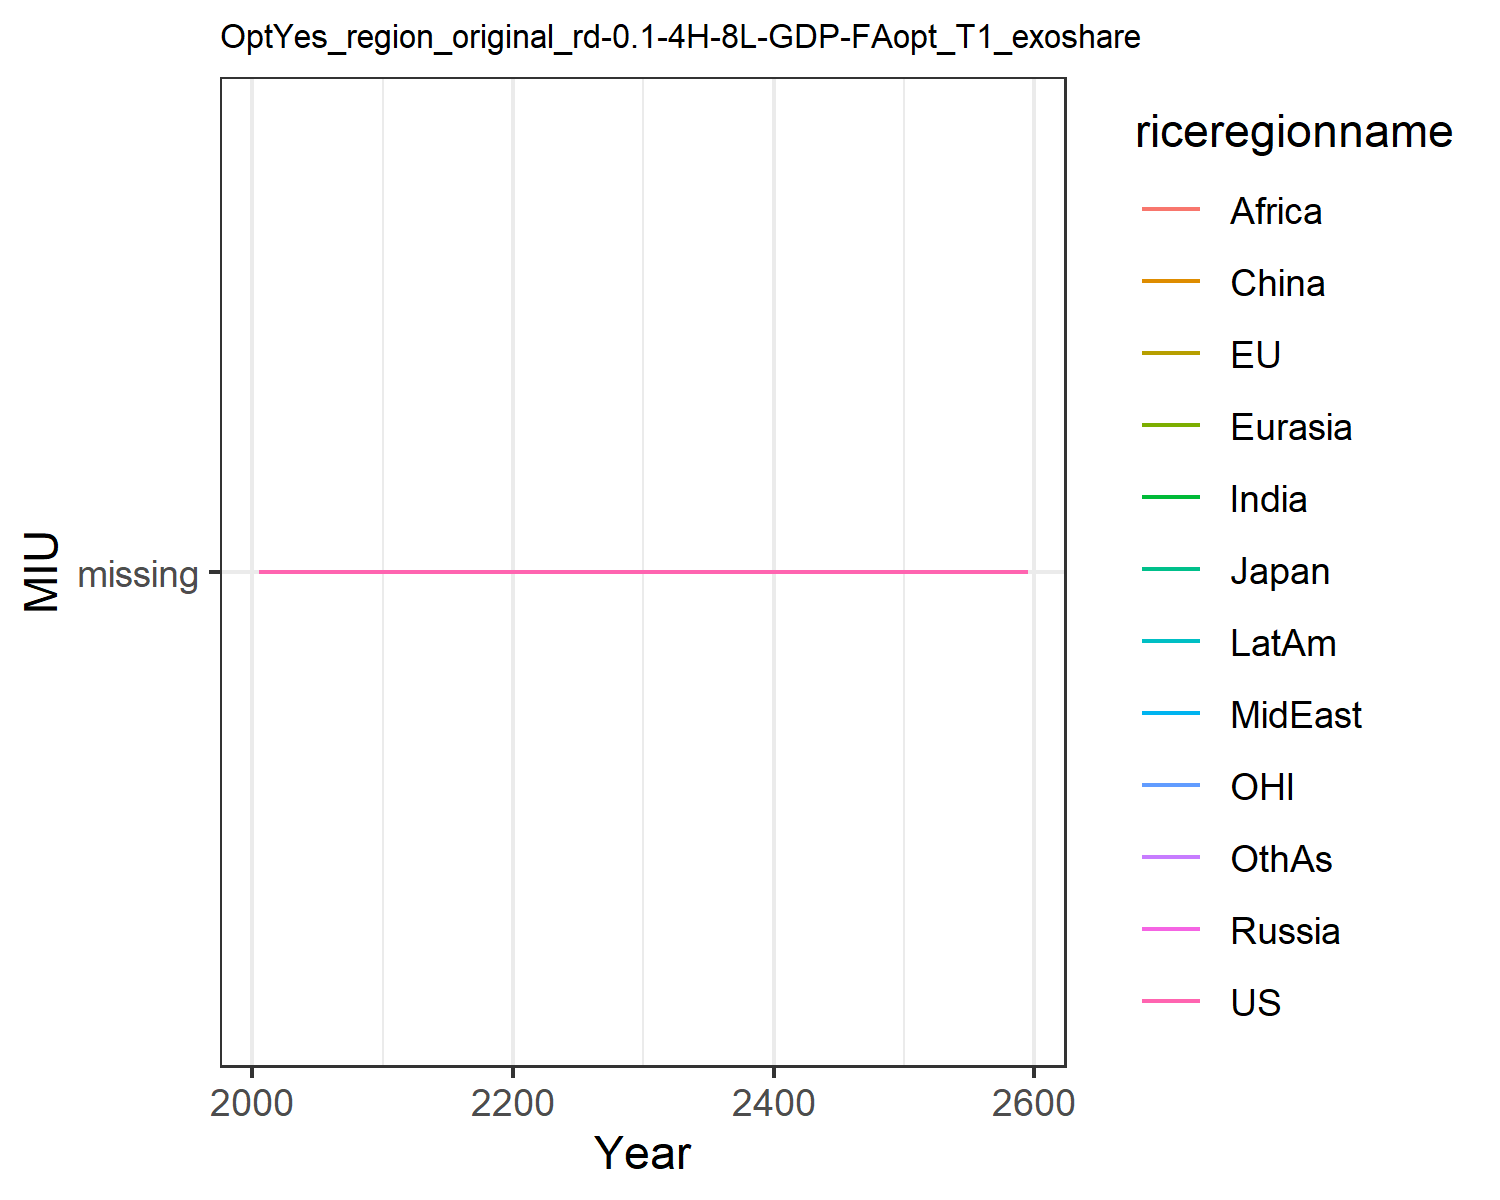 OptYes_region_original_rd-0.1-4H-8L-GDP-FAopt_T1_exoshare
MIU
missing
2000
2200
2400
2600
Year
riceregionname
Africa
China
EU
Eurasia
India
Japan
LatAm
MidEast
OHI
OthAs
Russia
US